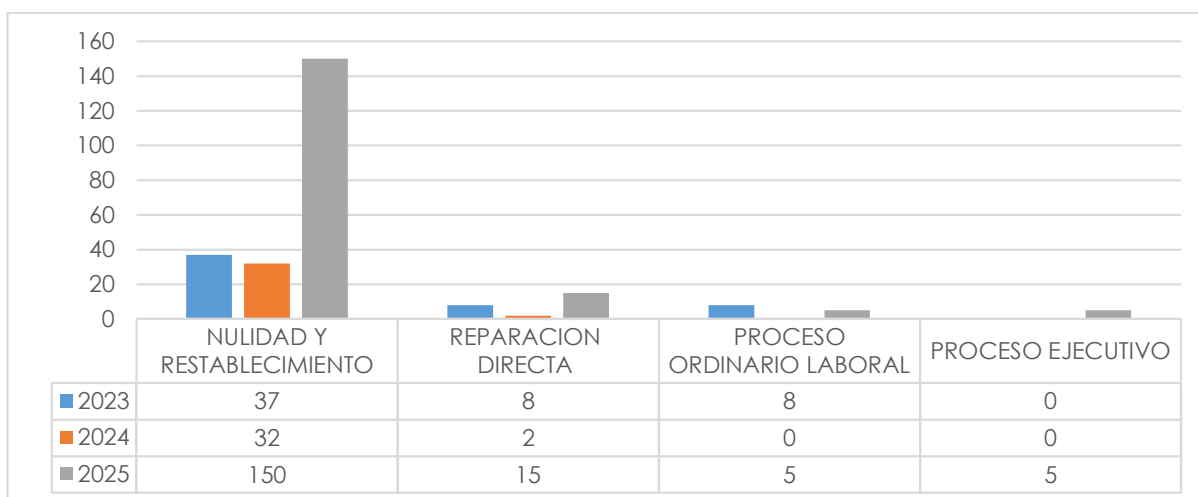 160
140
120
100
80
60
40
20
0
NULIDAD Y RESTABLECIMIENTO
REPARACION DIRECTA
PROCESO ORDINARIO LABORAL
PROCESO EJECUTIVO
2023 37 8 8 0
2024 32 2 0 0
2025 150 15 5 5